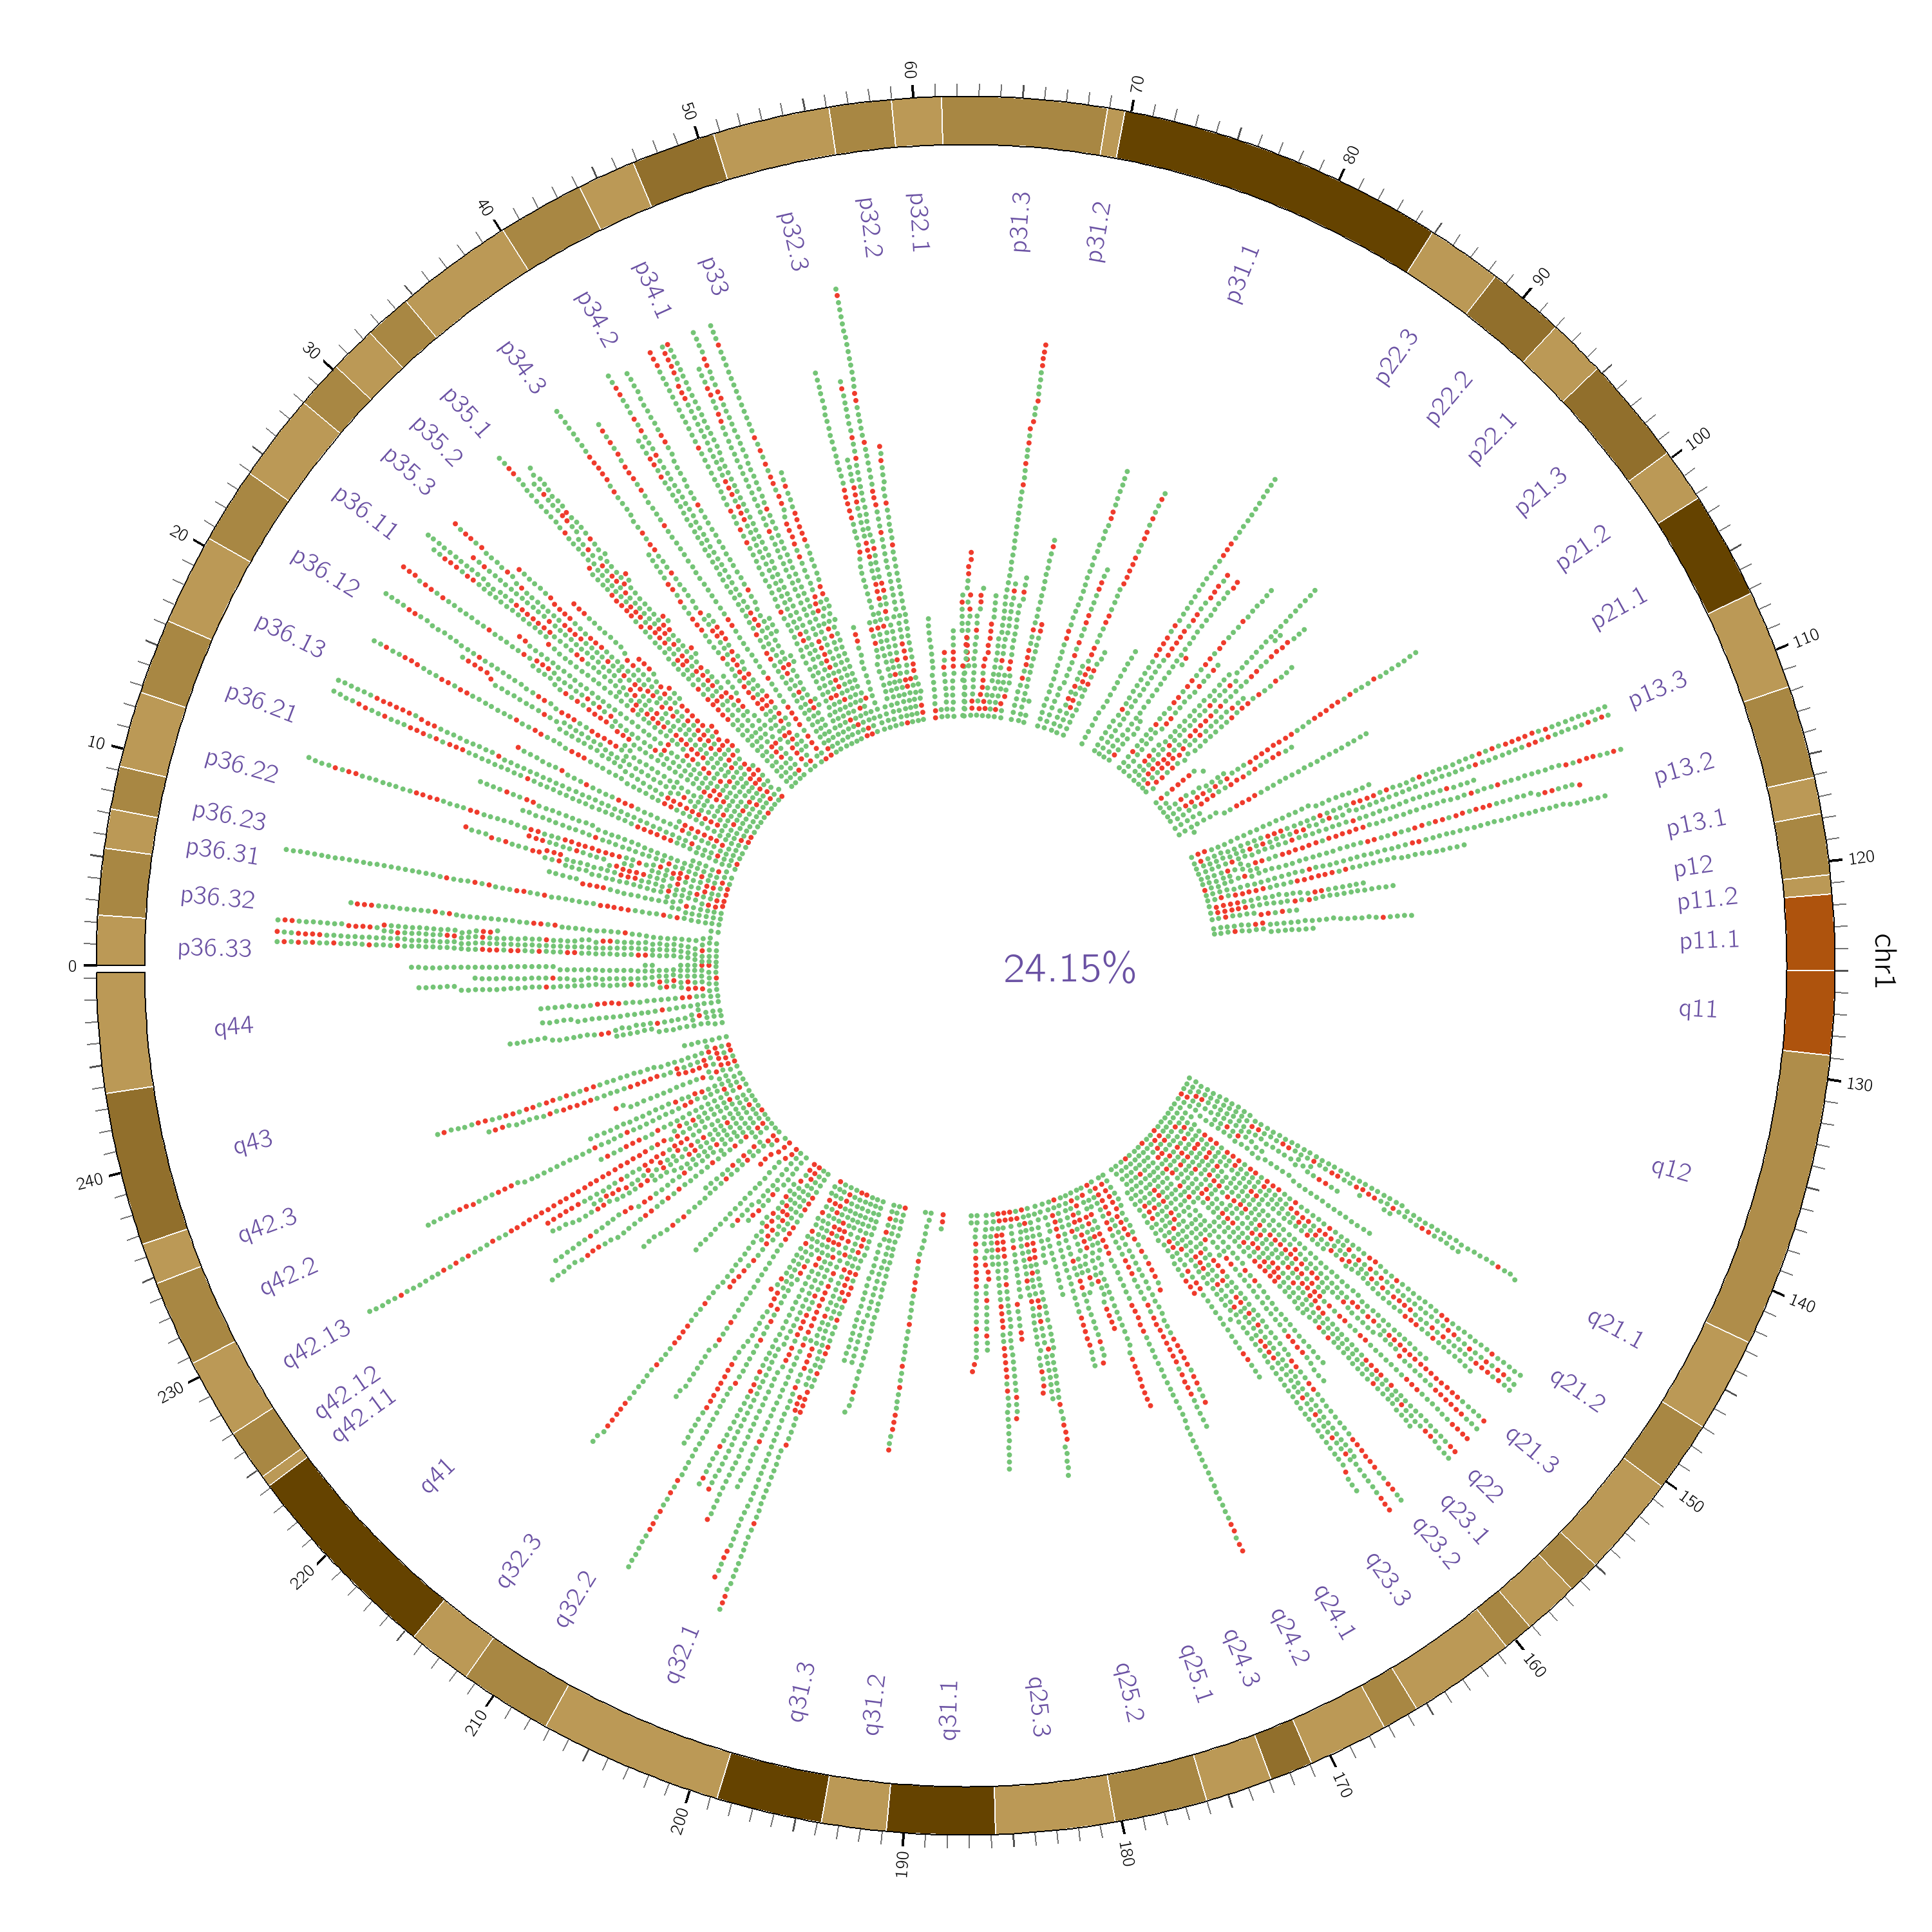 0
10
20
30
40
50
60
70
80
90
100
110
120
130
140
150
160
170
180
190
200
210
220
230
240
chr1
p36.33
p36.32
p36.31
p36.23
p36.22
p36.21
p36.13
p36.12
p36.11
p35.3
p35.2
p35.1
p34.3
p34.2
p34.1
p33
p32.3
p32.2
p32.1
p31.3
p31.2
p31.1
p22.3
p22.2
p22.1
p21.3
p21.2
p21.1
p13.3
p13.2
p13.1
p12
p11.2
p11.1
q11
q12
q21.1
q21.2
q21.3
q22
q23.1
q23.2
q23.3
q24.1
q24.2
q24.3
q25.1
q25.2
q25.3
q31.1
q31.2
q31.3
q32.1
q32.2
q32.3
q41
q42.11
q42.12
q42.13
q42.2
q42.3
q43
q44
24.15%